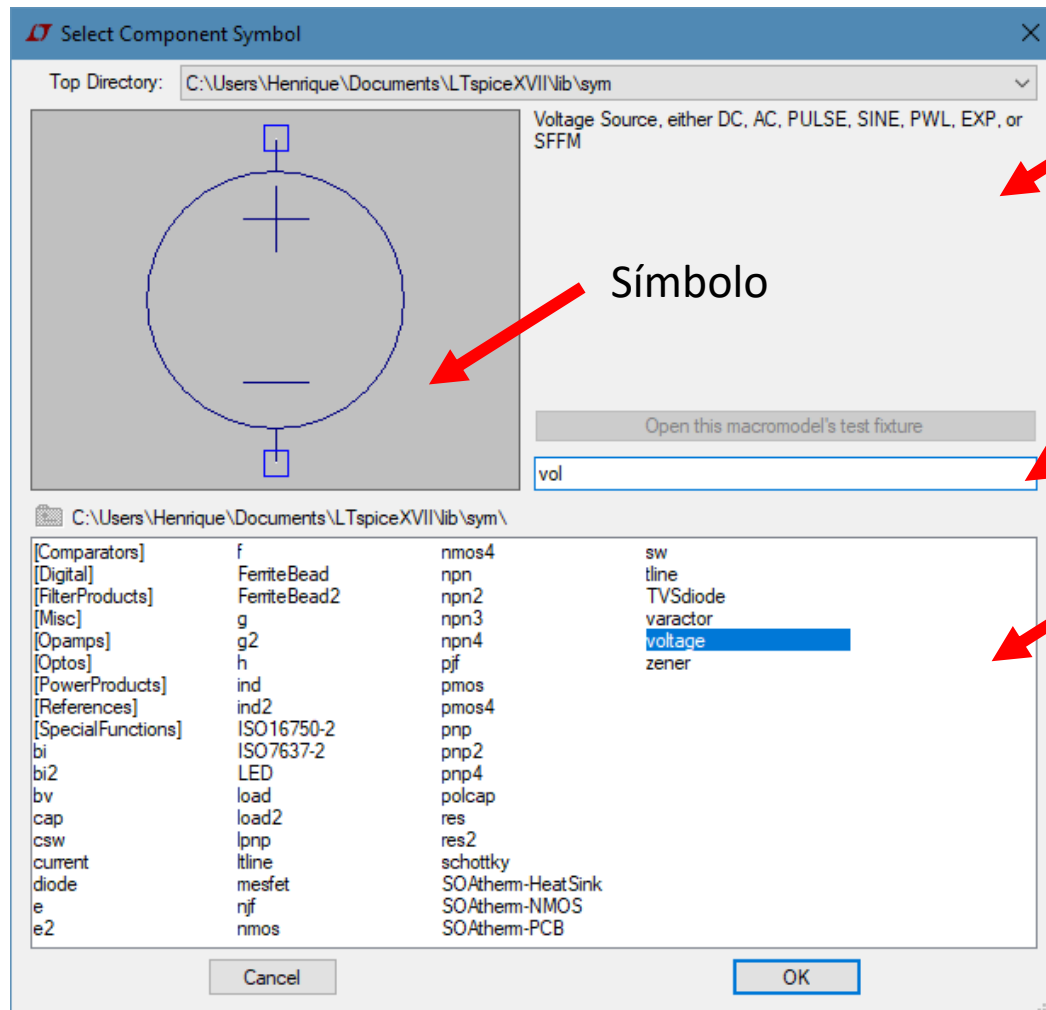 Select Component Symbol
Top Directory: C:\Users\Henrique\Documents\LTspiceXVII\lib\sym
Voltage Source, either DC, AC, PULSE, SINE, PWL, EXP, or
SFFM
Símbolo
Open this macromodel's test fixture
vol
C:\Users\Henrique\Documents\LTspiceXVII\lib\sym\
[Comparators] f nmos4 sw
[Digital] FerriteBead npn tline
[FilterProducts] FerriteBead2 npn2 TVSdiode
[Misc] g npn3 varactor
[Opamps] g2 npn4 voltage
[Optos] h pjf zener
[PowerProducts] ind pmos
[References] ind2 pmos4
[SpecialFunctions] ISO16750-2 pnp
bi ISO7637-2 pnp2
bi2 LED pnp4
bv load polcap
cap load2 res
csw lpnp res2
current ltline schottky
diode mesfet SOAtherm-HeatSink
e njf SOAtherm-NMOS
e2 nmos SOAtherm-PCB
Cancel OK